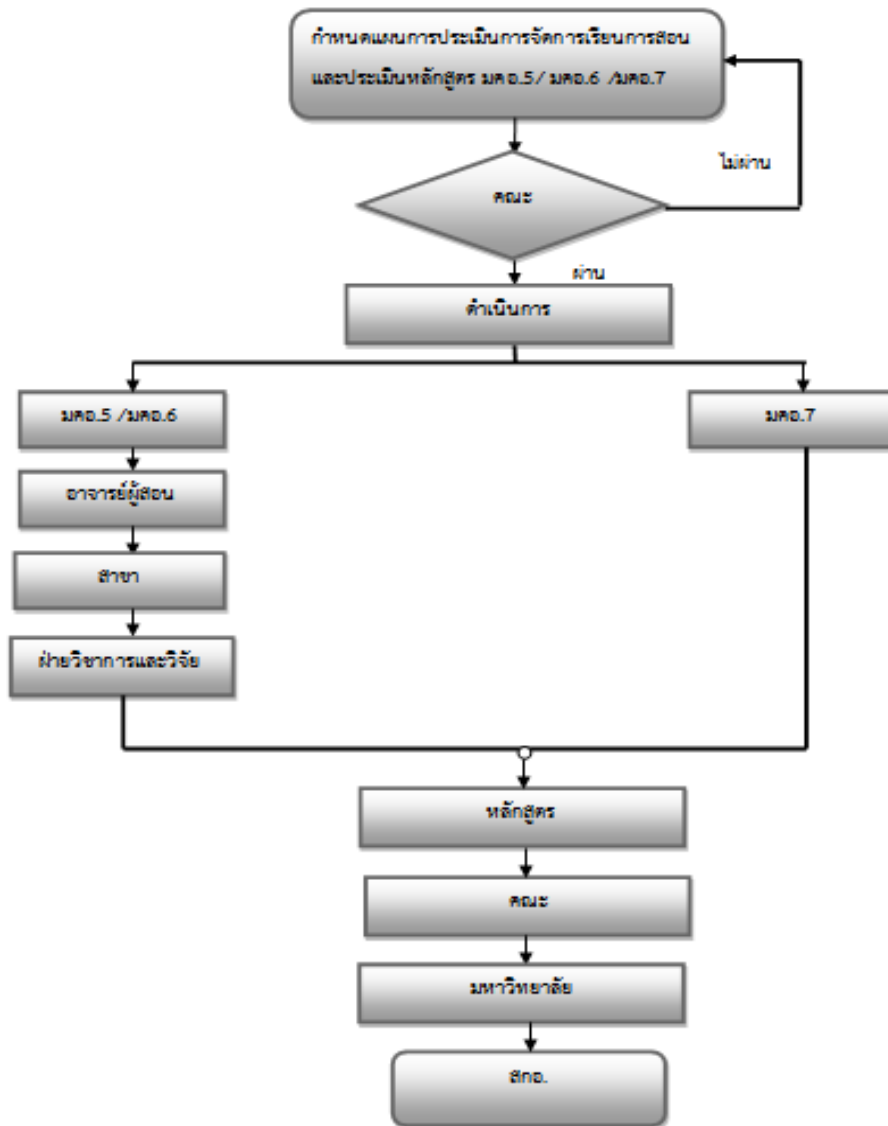 กำหนดแผนการประเมินการจัดการเรียนการสอน
และประเมินหลักสูตร มคอ.5/ มคอ.6 /มคอ.7
ไม่ผ่าน
คณะ
ผ่าน
ดำเนินการ
มคอ.5 /มคอ.6
มคอ.7
อาจารย์ผู้สอน
สาขา
ฝ่ายวิชาการและวิจัย
หลักสูตร
คณะ
มหาวิทยาลัย
สกอ.